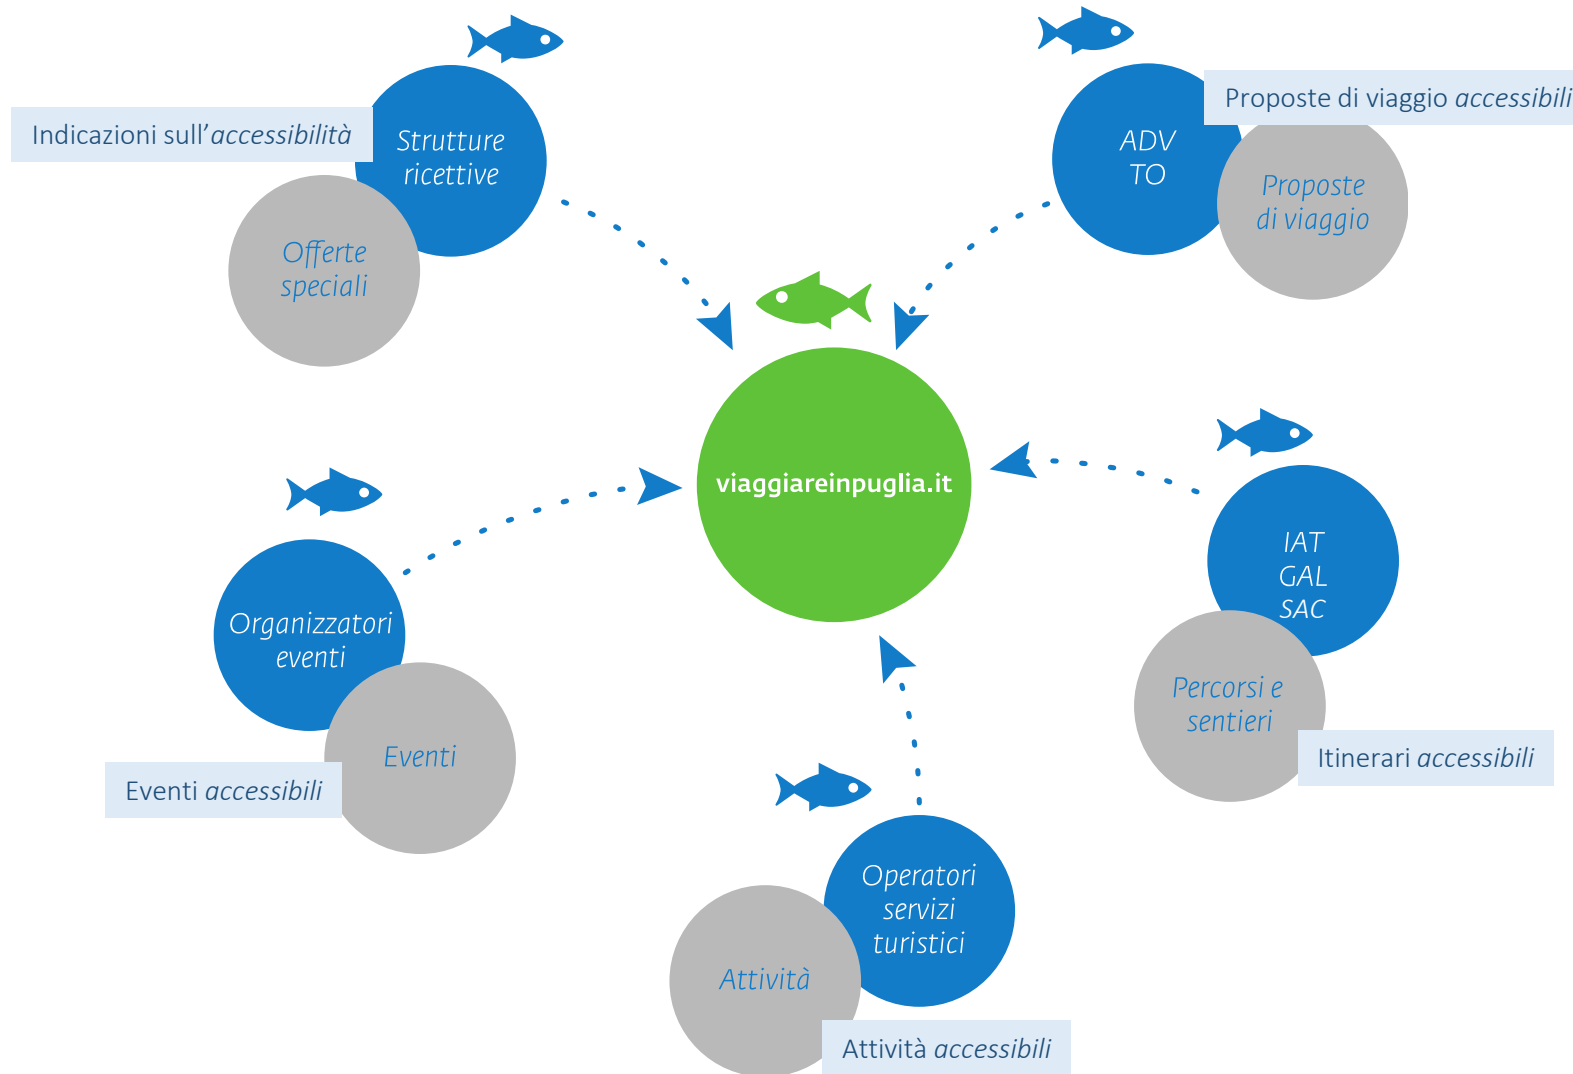 Indicazioni sull'accessibilità
Strutture
ricettive
Offerte
speciali
Proposte di viaggio accessibili
ADV
TO
Proposte
di viaggio
viaggiareinpuglia.it
IAT
GAL
SAC
Percorsi e
sentieri
Itinerari accessibili
Organizzatori
eventi
Eventi
Eventi accessibili
Operatori
servizi
turistici
Attività
Attività accessibili